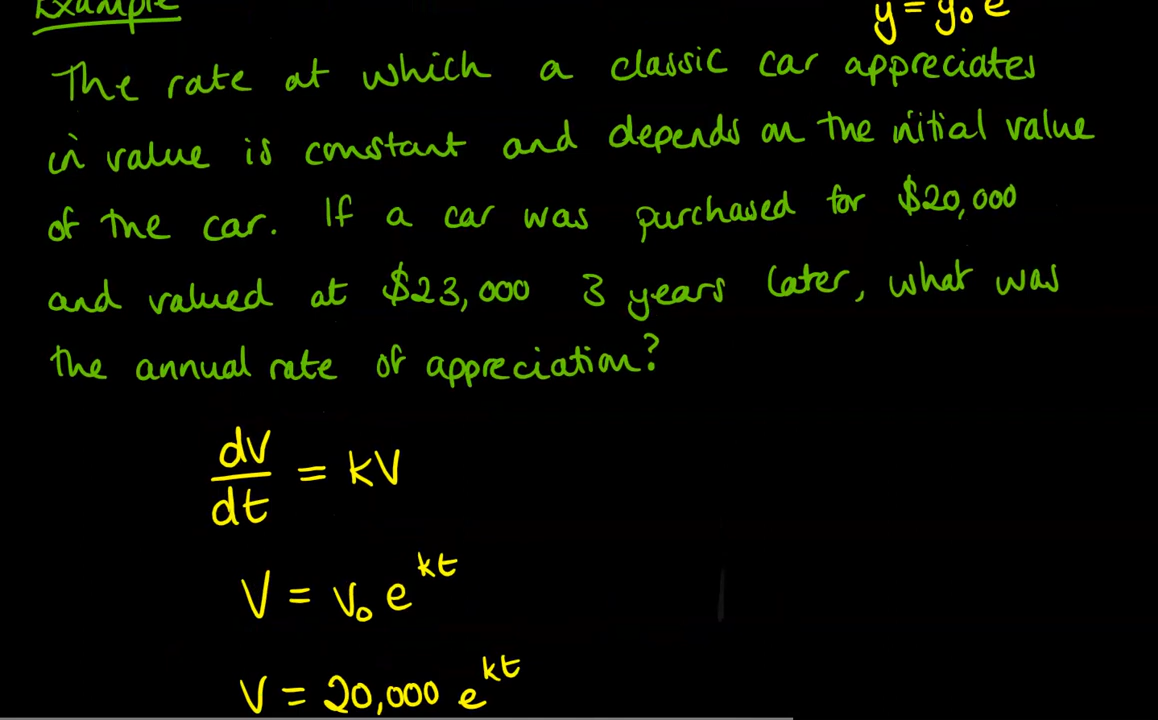 Example
y = y₀ e
The rate at which a classic car appreciates
in value is constant and depends on the initial value
of the car. If a car was purchased for $20,000
and valued at $23,000 3 years later, what was
the annual rate of appreciation?
dV/dt = kV
V = V₀ e^kt
V = 20,000 e^kt